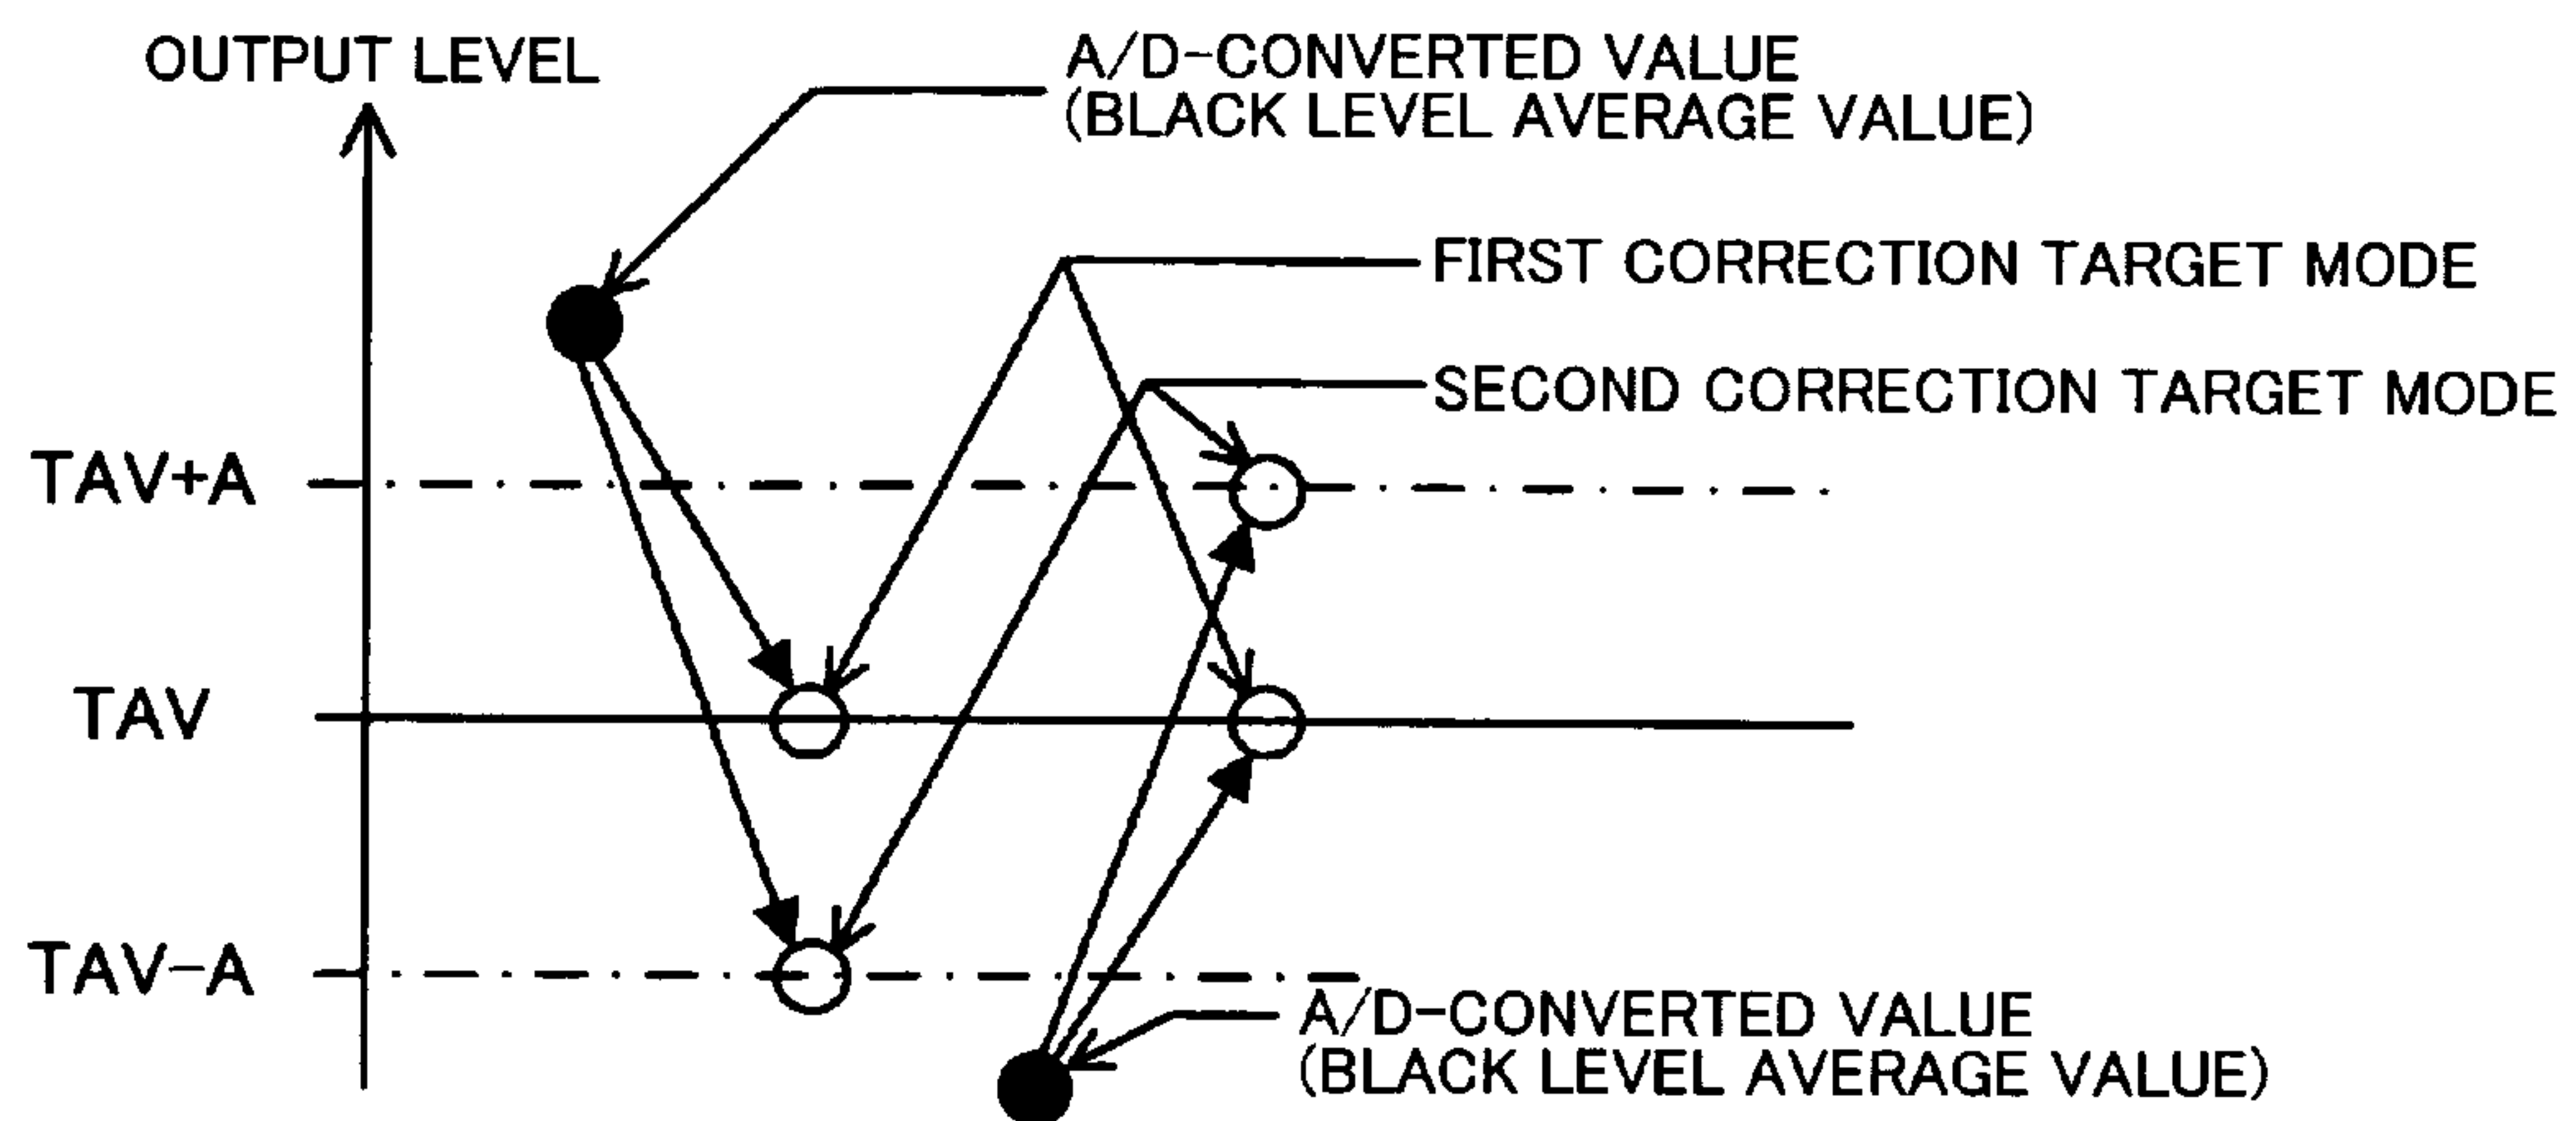 OUTPUT LEVEL
A/D-CONVERTED VALUE
(BLACK LEVEL AVERAGE VALUE)
FIRST CORRECTION TARGET MODE
SECOND CORRECTION TARGET MODE
TAV+A
TAV
TAV-A
A/D-CONVERTED VALUE
(BLACK LEVEL AVERAGE VALUE)